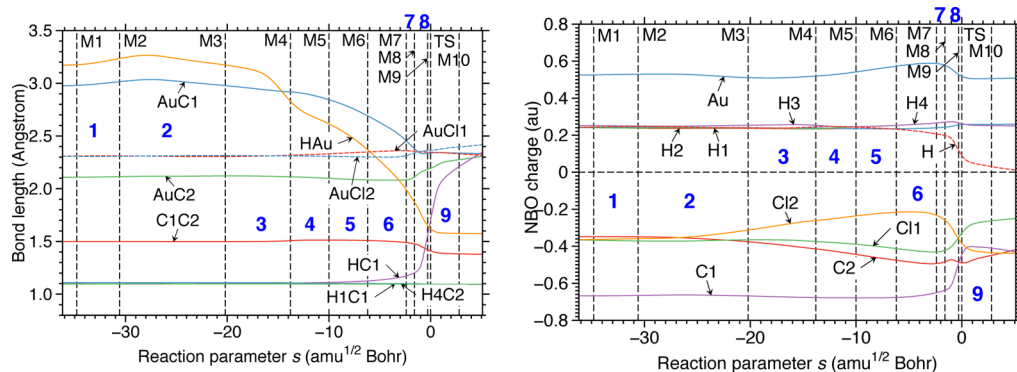 7 8
3.5
M1 M2 M3 M4 M5 M6 M7 TS
M8 M10
M9
3.0
AuC1
AuCl1
1 2
HAu
2.5
AuCl2
AuC2
2.0
C1C2
3 4 5 6 9
1.5
HC1
H1C1 H4C2
1.0
−30 −20 −10 0
Bond length (Angstrom)
Reaction parameter s (amu1/2 Bohr)
7 8
0.8
M1 M2 M3 M4 M5 M6 M7 TS
M8 M10
M9
0.6
Au
0.4
H3 H4
0.2
H2 H1 H
3 4 5
0
1 2 6
Cl2
−0.2
Cl1
−0.4
C2
C1
−0.6
9
−0.8
−30 −20 −10 0
NBO charge (au)
Reaction parameter s (amu1/2 Bohr)